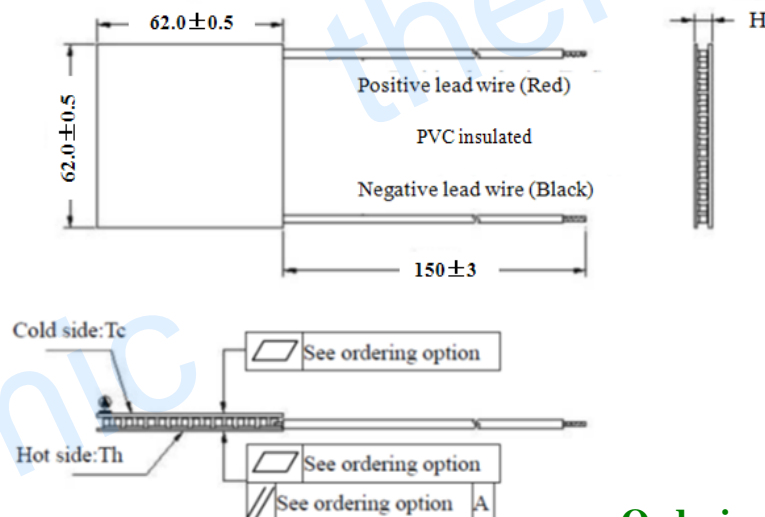 62.0±0.5
H
62.0±0.5
Positive lead wire (Red)
PVC insulated
Negative lead wire (Black)
150±3
Cold side:Tc
See ordering option
Hot side:Th
See ordering option
See ordering option A